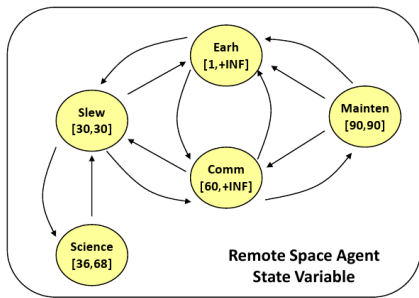 Earh
[1,+INF]
Slew
[30,30]
Mainten
[90,90]
Comm
[60,+INF]
Science
[36,68]
Remote Space Agent
State Variable